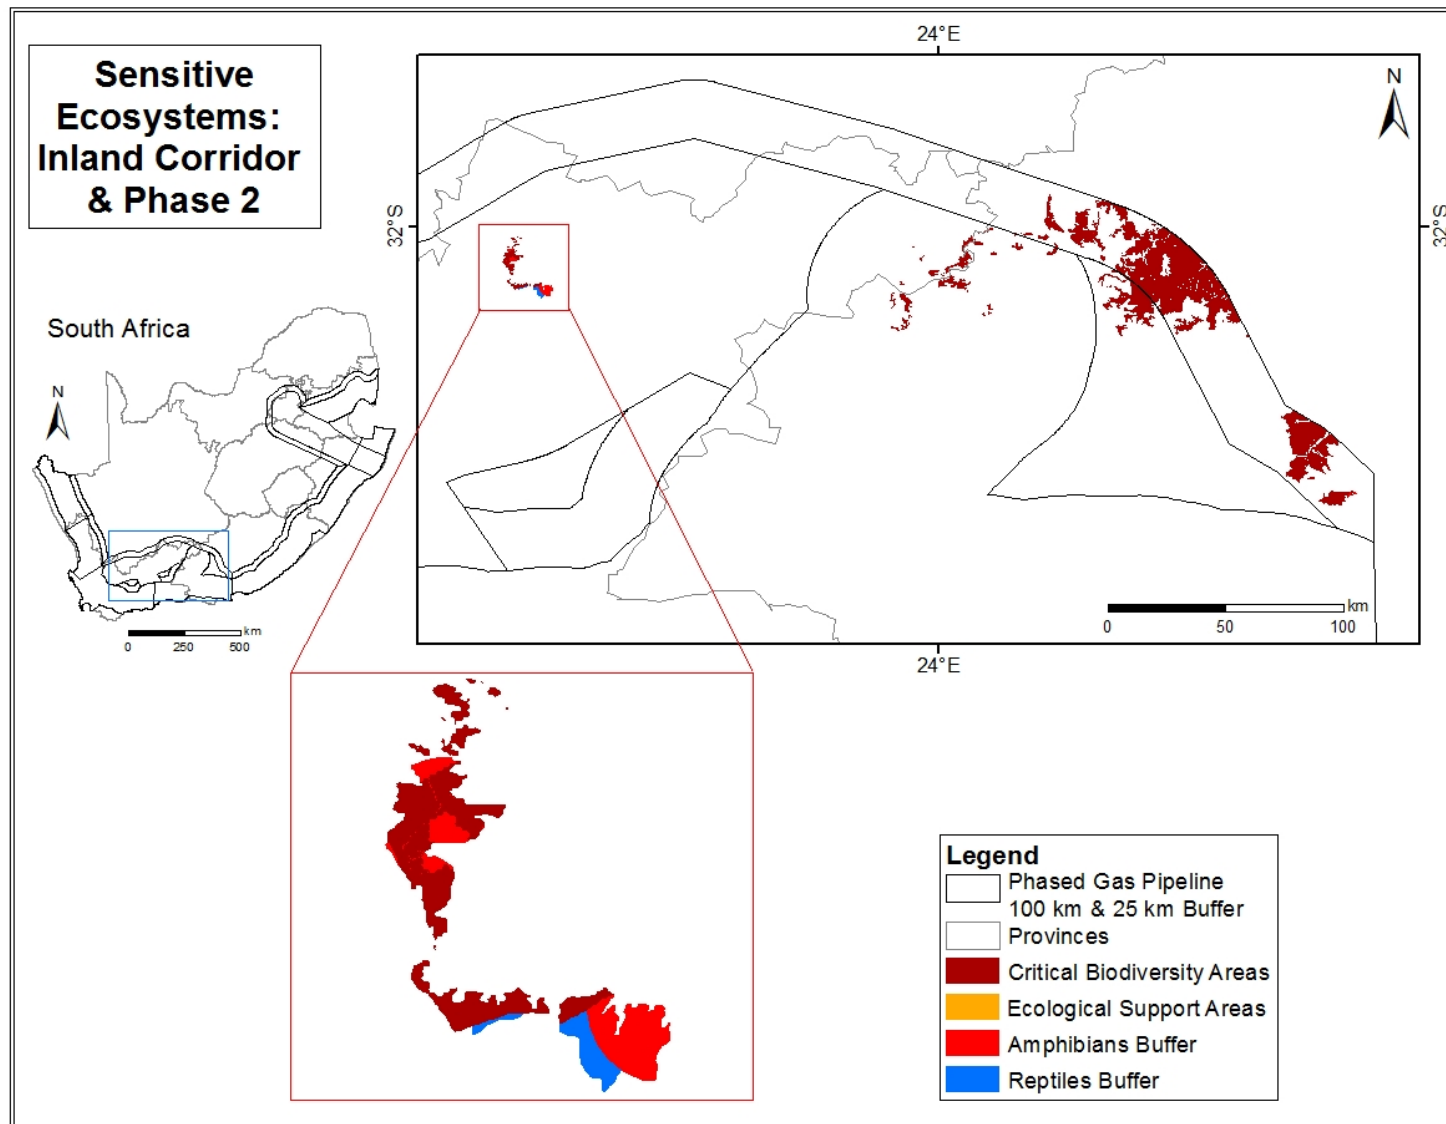 Sensitive
Ecosystems:
Inland Corridor
& Phase 2
24°E
N
32°S
32°S
South Africa
N
km
0 250 500
km
0 50 100
24°E
Legend
Phased Gas Pipeline
100 km & 25 km Buffer
Provinces
Critical Biodiversity Areas
Ecological Support Areas
Amphibians Buffer
Reptiles Buffer